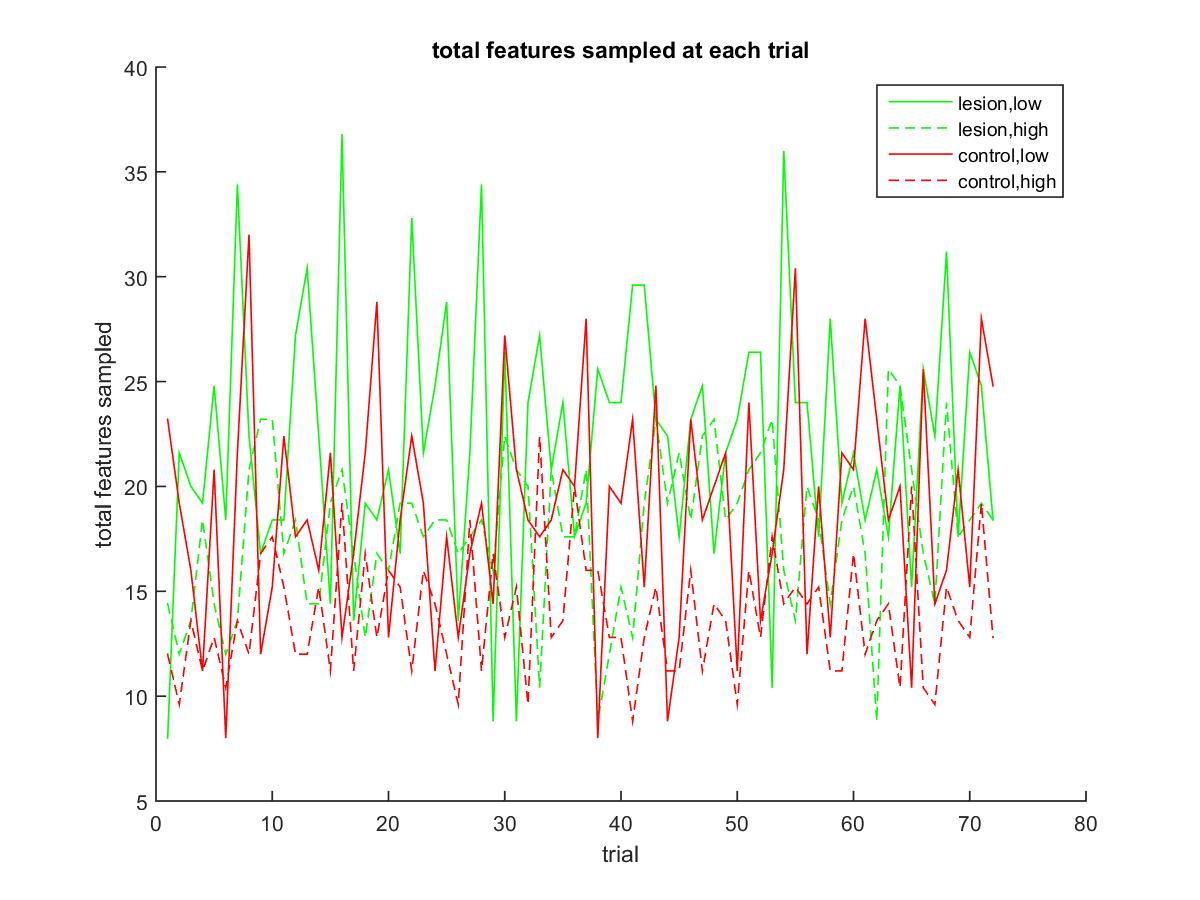 total features sampled at each trial
40
35
30
25
20
15
10
5
total features sampled
lesion,low
lesion,high
control,low
control,high
0 10 20 30 40 50 60 70 80
trial